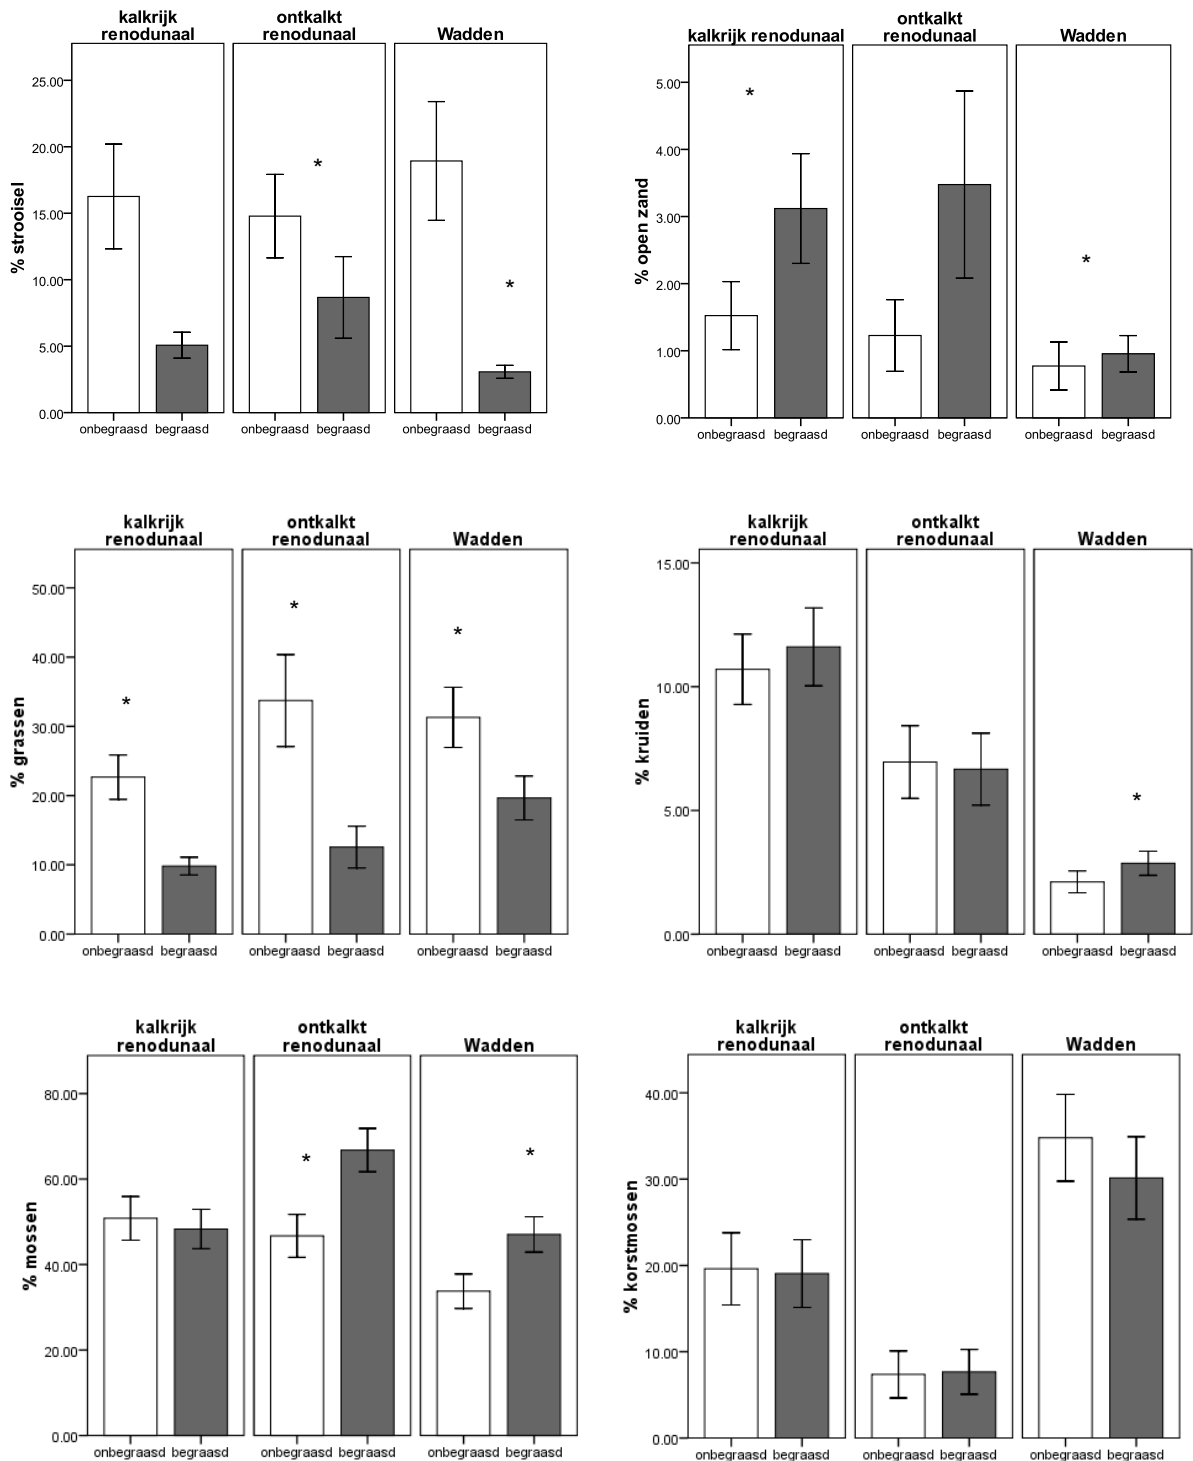 kalkrijk
renodunaal
ontkalkt
renodunaal
Wadden
% strooisel
25.00
20.00
15.00
10.00
5.00
0.00
*
*
onbegraasd begraasd
onbegraasd begraasd
onbegraasd begraasd
kalkrijk renodunaal
ontkalkt
renodunaal
Wadden
% open zand
5.00
4.00
3.00
2.00
1.00
0.00
*
*
onbegraasd begraasd
onbegraasd begraasd
onbegraasd begraasd
kalkrijk
renodunaal
ontkalkt
renodunaal
Wadden
% grassen
50.00
40.00
30.00
20.00
10.00
0.00
*
*
*
onbegraasd begraasd
onbegraasd begraasd
onbegraasd begraasd
kalkrijk
renodunaal
ontkalkt
renodunaal
Wadden
% kruiden
15.00
10.00
5.00
0.00
*
onbegraasd begraasd
onbegraasd begraasd
onbegraasd begraasd
kalkrijk
renodunaal
ontkalkt
renodunaal
Wadden
% mossen
80.00
60.00
40.00
20.00
0.00
*
*
onbegraasd begraasd
onbegraasd begraasd
onbegraasd begraasd
kalkrijk
renodunaal
ontkalkt
renodunaal
Wadden
% korstmossen
40.00
30.00
20.00
10.00
0.00
onbegraasd begraasd
onbegraasd begraasd
onbegraasd begraasd